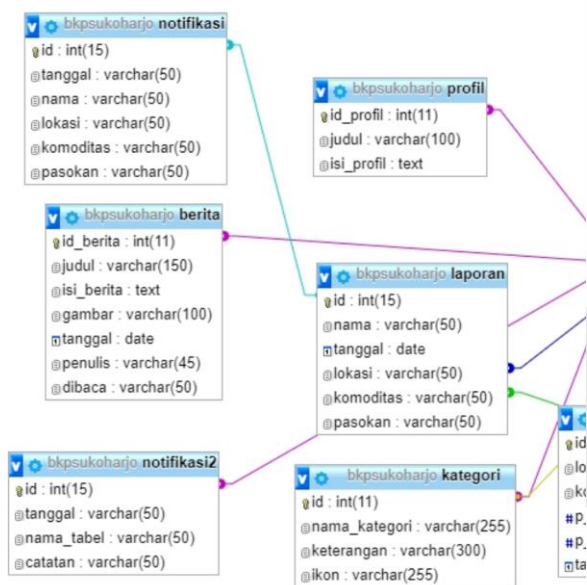 bkpsukoharjo notifikasi
id : int(15)
tanggal : varchar(50)
nama : varchar(50)
lokasi : varchar(50)
komoditas : varchar(50)
pasokan : varchar(50)
bkpsukoharjo profil
id_profil : int(11)
judul : varchar(100)
isi_profil : text
bkpsukoharjo berita
id_berita : int(11)
judul : varchar(150)
isi_berita : text
gambar : varchar(100)
tanggal : date
penulis : varchar(45)
dibaca : varchar(50)
bkpsukoharjo laporan
id : int(15)
nama : varchar(50)
tanggal : date
lokasi : varchar(50)
komoditas : varchar(50)
pasokan : varchar(50)
bkpsukoharjo notifikasi2
id : int(15)
tanggal : varchar(50)
nama_tabel : varchar(50)
catatan : varchar(50)
bkpsukoharjo kategori
id : int(11)
nama_kategori : varchar(255)
keterangan : varchar(300)
ikon : varchar(255)
id
lo
#p_
#p_